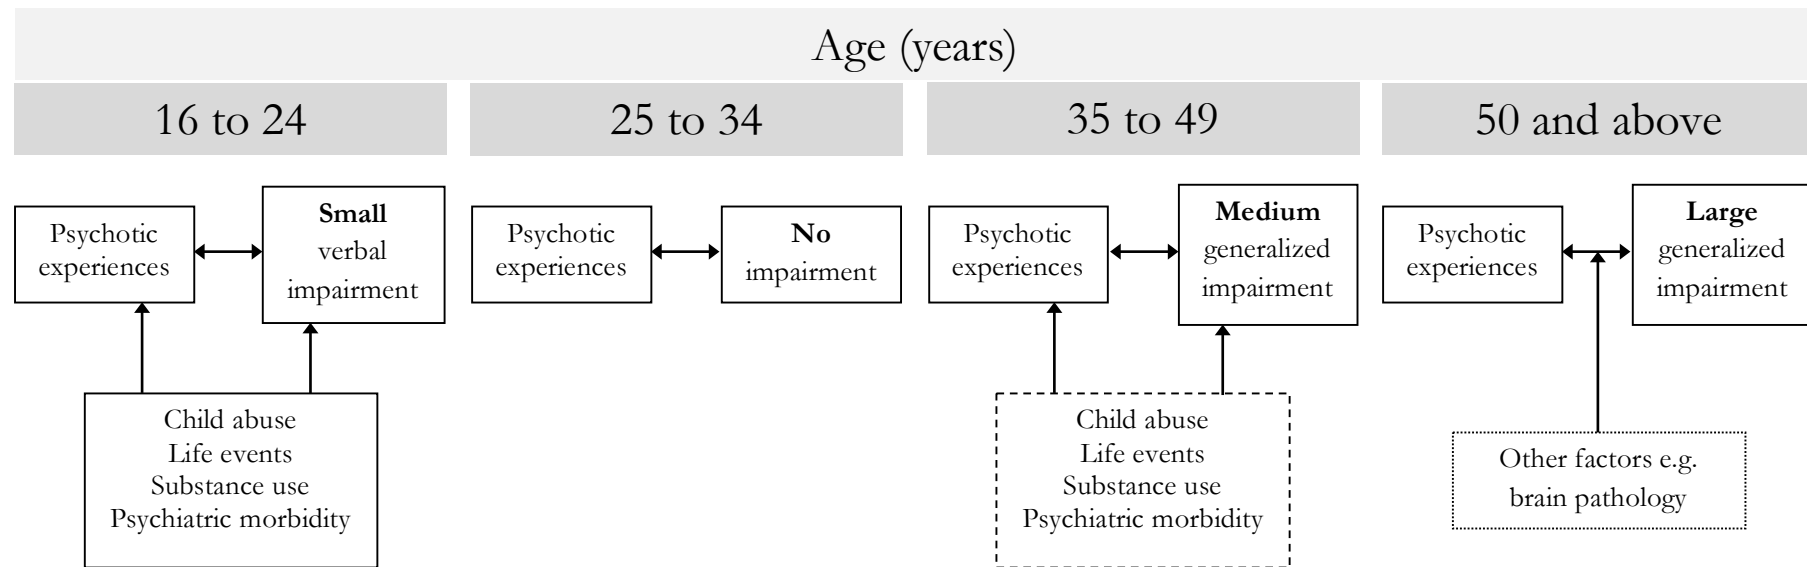 Age (years)
16 to 24
25 to 34
35 to 49
50 and above
Psychotic
experiences
Small
verbal
impairment
Child abuse
Life events
Substance use
Psychiatric morbidity
Psychotic
experiences
No
impairment
Psychotic
experiences
Medium
generalized
impairment
Child abuse
Life events
Substance use
Psychiatric morbidity
Psychotic
experiences
Large
generalized
impairment
Other factors e.g.
brain pathology